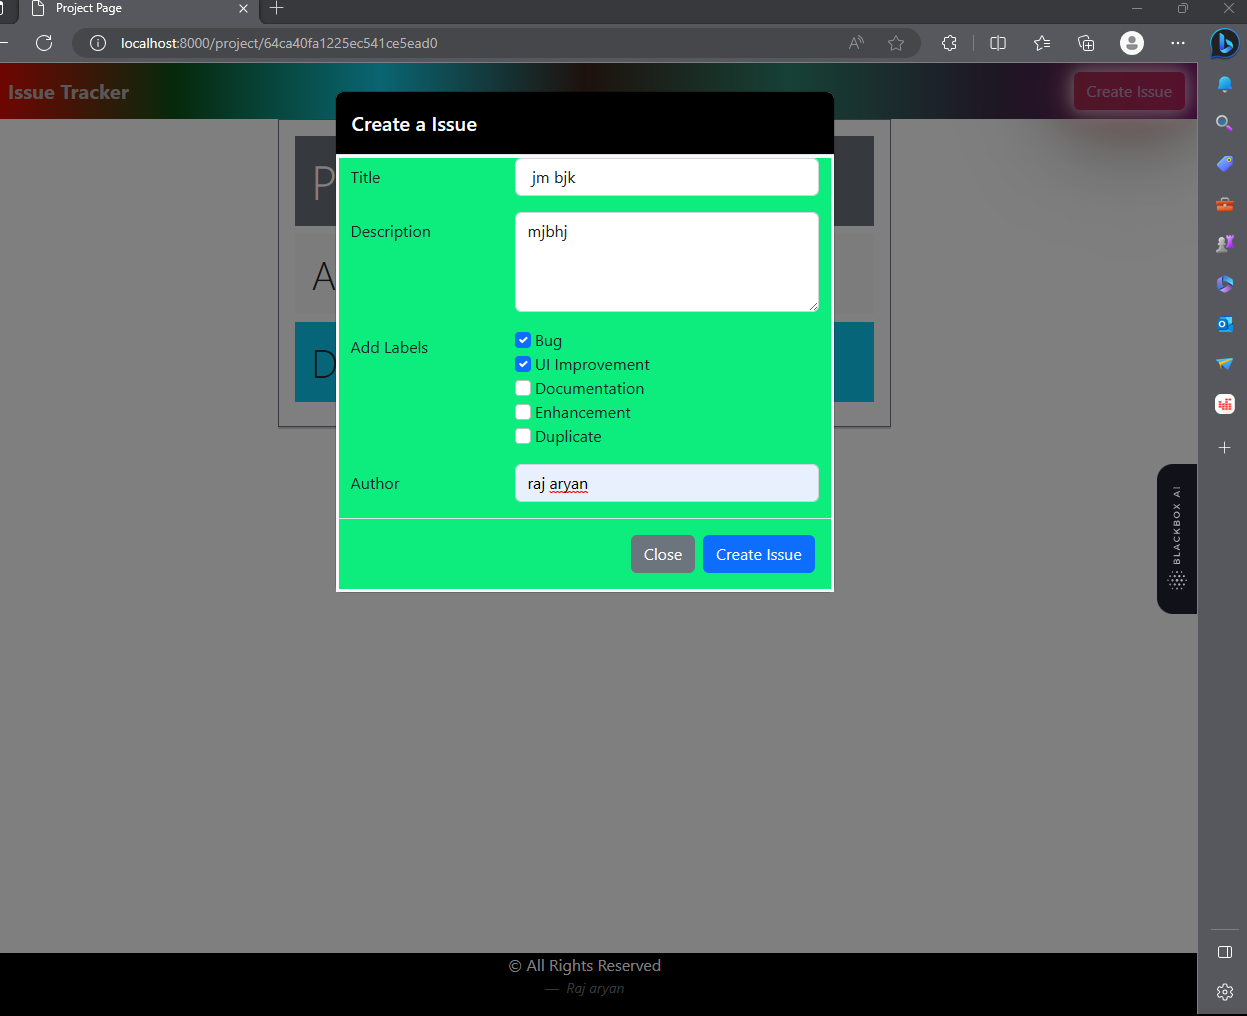 Project Page
localhost:8000/project/64ca40fa1225ec541ce5ead0
Issue Tracker
Create Issue
Create a Issue
Title
jm bjk
Description
mjbhj
Add Labels
Bug
UI Improvement
Documentation
Enhancement
Duplicate
Author
raj aryan
Close
Create Issue
P
A
D
BLACKBOX AI
© All Rights Reserved
— Raj aryan